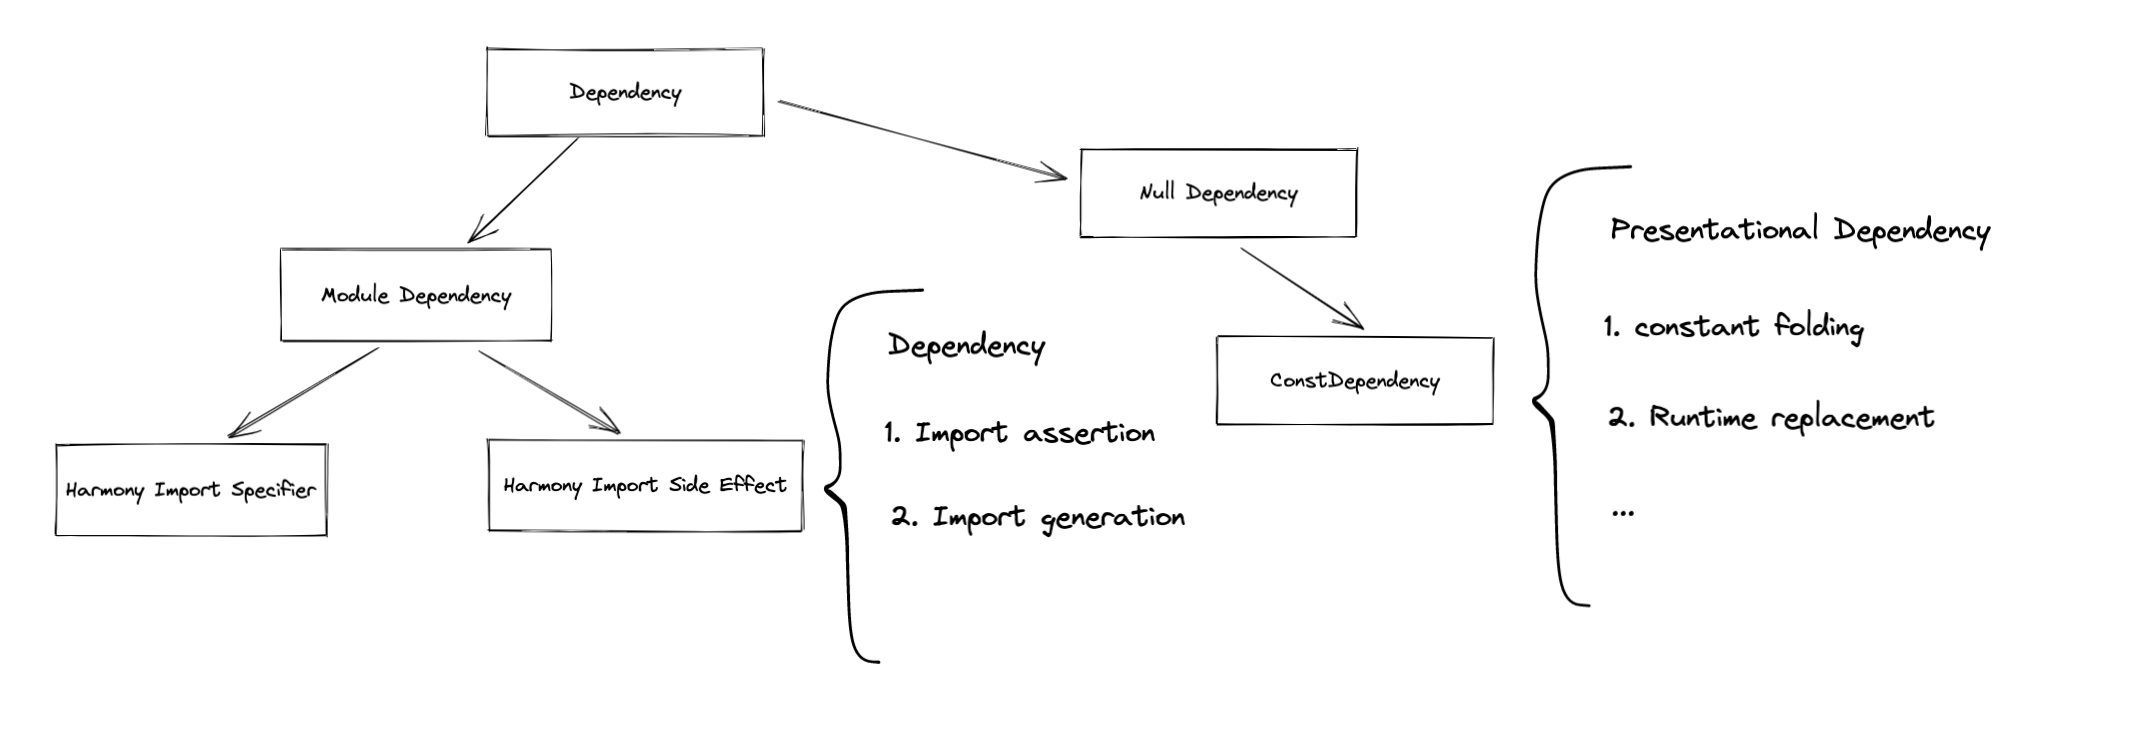 Dependency
Null Dependency
Module Dependency
Harmony Import Specifier
Harmony Import Side Effect
Dependency
1. Import assertion
2. Import generation
ConstDependency
Presentational Dependency
1. constant folding
2. Runtime replacement
...